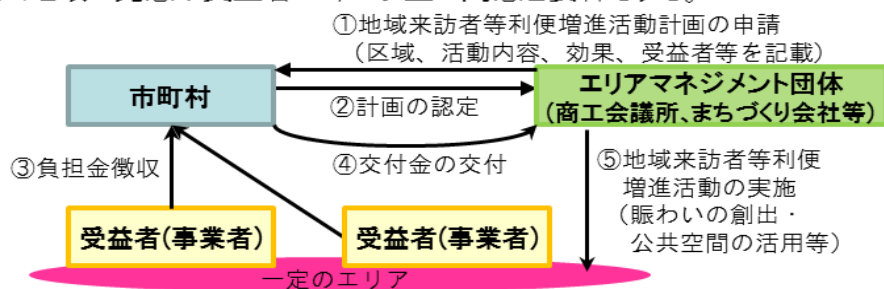 ①地域来訪者等利便増進活動計画の申請
(区域、活動内容、効果、受益者等を記載)
市町村
エリアマネジメント団体
(商工会議所、まちづくり会社等)
②計画の認定
③負担金徴収
④交付金の交付
⑤地域来訪者等利便
増進活動の実施
(賑わいの創出・
公共空間の活用等)
受益者(事業者)
受益者(事業者)
一定のエリア